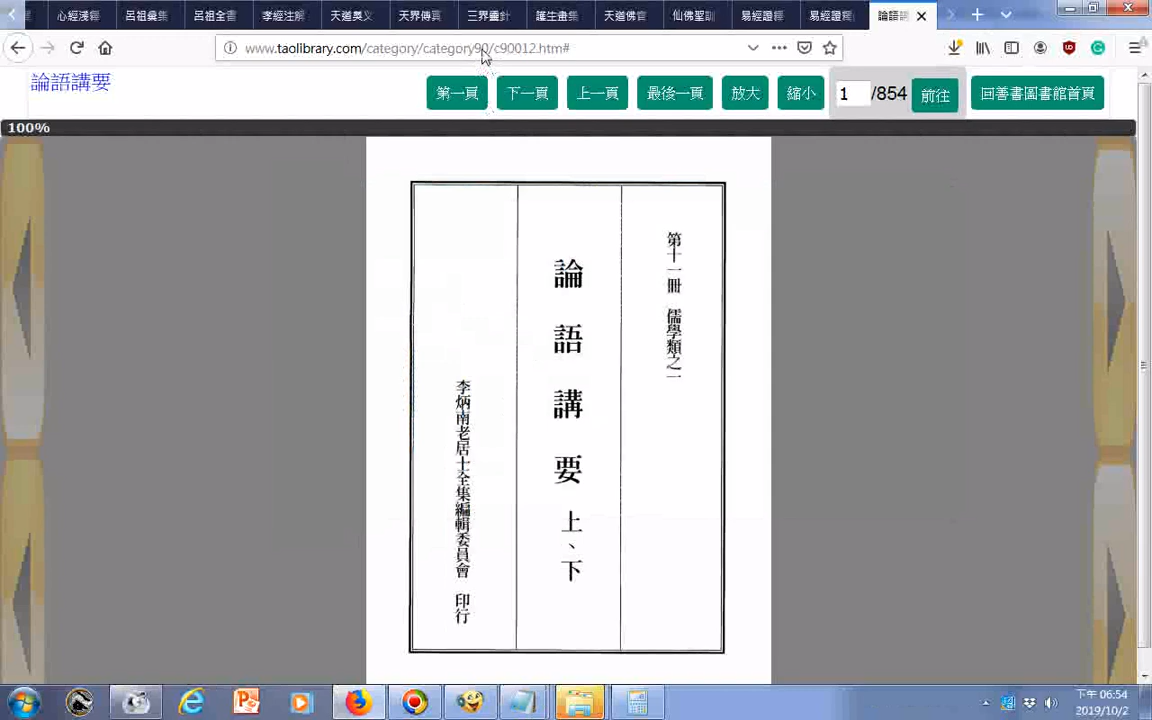 心經淺釋
呂祖彙集
呂祖全書
孝經注解
天道奧义
天界傳真
三界靈針
護生畫集
天道佛宣
仙佛聖訓
易經證釋
易經證釋
論語講
www.taolibrary.com/category/category90/c90012.htm#
論語講要
第一頁
下一頁
上一頁
最後一頁
放大
縮小
1 /854
前往
回善書圖書館首頁
100%
第十一冊 儒學類之一
論語講要 上、下
李炳南老居士全集編輯委員會 印行
下午 06:54
2019/10/2